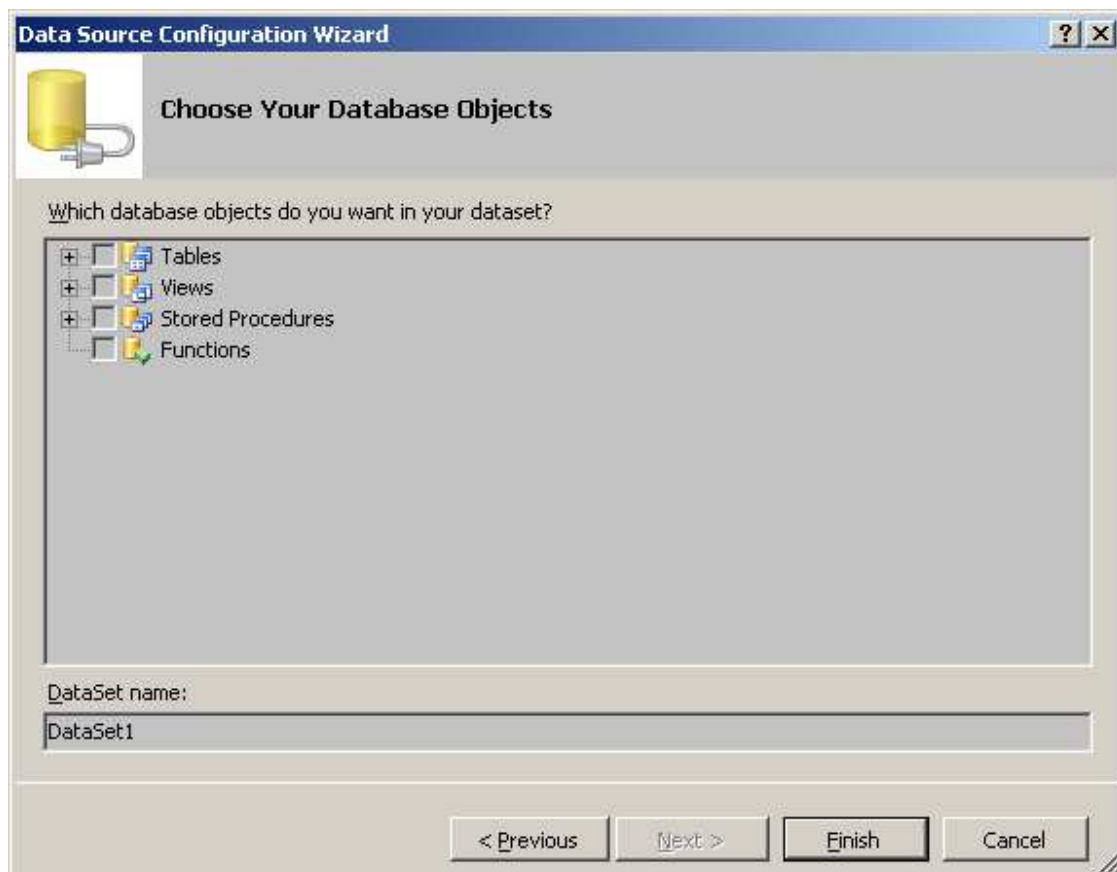 Data Source Configuration Wizard
Choose Your Database Objects
Which database objects do you want in your dataset?
Tables
Views
Stored Procedures
Functions
DataSet name:
DataSet1
< Previous Next > Finish Cancel